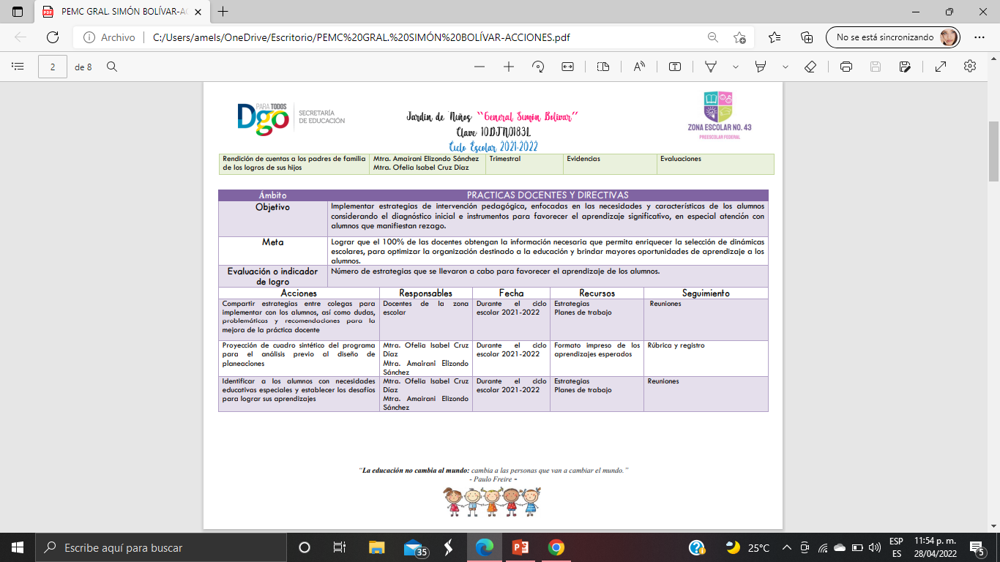 PEMC GRAL. SIMÓN BOLÍVAR-AC
Archivo
C:/Users/amels/OneDrive/Escritorio/PEMC%20GRAL.%20SIMÓN%20BOLÍVAR-ACCIONES.pdf
No se está sincronizando
2 de 8
PARA TODOS
Dgo
SECRETARÍA
DE EDUCACIÓN
Jardín de Niños "General Simón Bolívar"
Clave: 10DJN0183L
Ciclo Escolar 2021-2022
ZONA ESCOLAR NO. 43
PREESCOLAR FEDERAL
Rendición de cuentas a los padres de familia
de los logros de sus hijos
Mtra. Amairani Elizondo Sánchez
Mtra. Ofelia Isabel Cruz Díaz
Trimestral
Evidencias
Evaluaciones
Ámbito
PRACTICAS DOCENTES Y DIRECTIVAS
Objetivo
Implementar estrategias de intervención pedagógica, enfocadas en las necesidades y características de los alumnos
considerando el diagnóstico inicial e instrumentos para favorecer el aprendizaje significativo, en especial atención con
alumnos que manifiestan rezago.
Meta
Lograr que el 100% de las docentes obtengan la información necesaria que permita enriquecer la selección de dinámicas
escolares, para optimizar la organización destinado a la educación y brindar mayores oportunidades de aprendizaje a los
alumnos.
Evaluación o indicador
de logro
Número de estrategias que se llevaron a cabo para favorecer el aprendizaje de los alumnos.
Acciones
Responsables
Fecha
Recursos
Seguimiento
Compartir estrategias entre colegas para
implementar con los alumnos, así como dudas,
problemáticas y recomendaciones para la
mejora de la práctica docente
Docentes de la zona
escolar
Durante el ciclo
escolar 2021-2022
Estrategias
Planes de trabajo
Reuniones
Proyección de cuadro sintético del programa
para el análisis previo al diseño de
planeaciones
Mtra. Ofelia Isabel Cruz
Díaz
Mtra. Amairani Elizondo
Sánchez
Durante el ciclo
escolar 2021-2022
Formato impreso de los
aprendizajes esperados
Rúbrica y registro
Identificar a los alumnos con necesidades
educativas especiales y establecer los desafíos
para lograr sus aprendizajes
Mtra. Ofelia Isabel Cruz
Díaz
Mtra. Amairani Elizondo
Sánchez
Durante el ciclo
escolar 2021-2022
Estrategias
Planes de trabajo
Reuniones
"La educación no cambia al mundo: cambia a las personas que van a cambiar el mundo."
- Paulo Freire -
Escribe aquí para buscar
35
25°C
ESP
ES
11:54 p. m.
28/04/2022
5